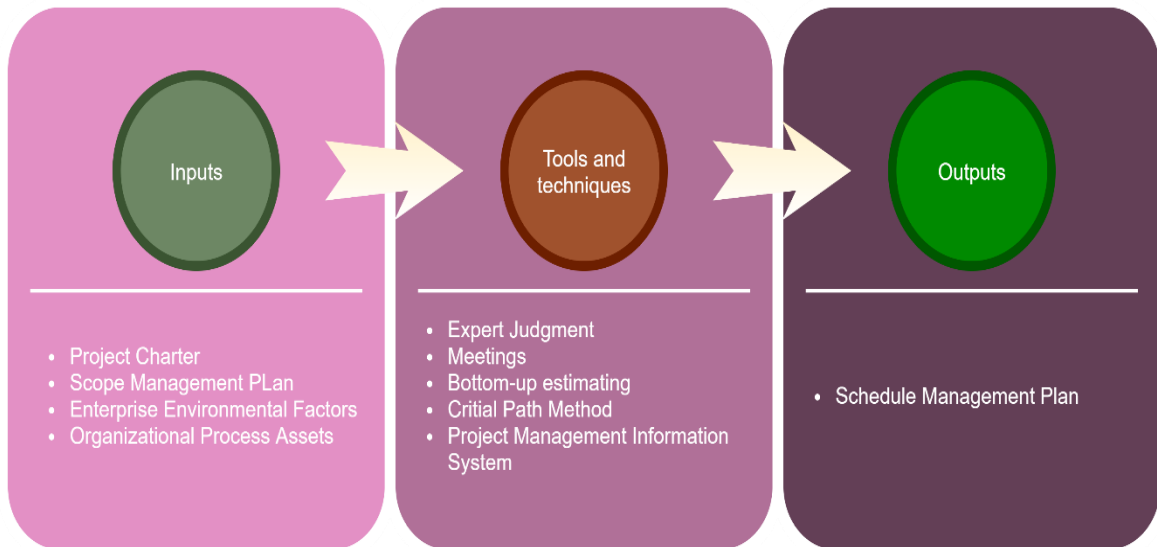 Inputs
Tools and
techniques
Outputs
• Project Charter
• Scope Management PLan
• Enterprise Environmental Factors
• Organizational Process Assets
• Expert Judgment
• Meetings
• Bottom-up estimating
• Critial Path Method
• Project Management Information
System
• Schedule Management Plan